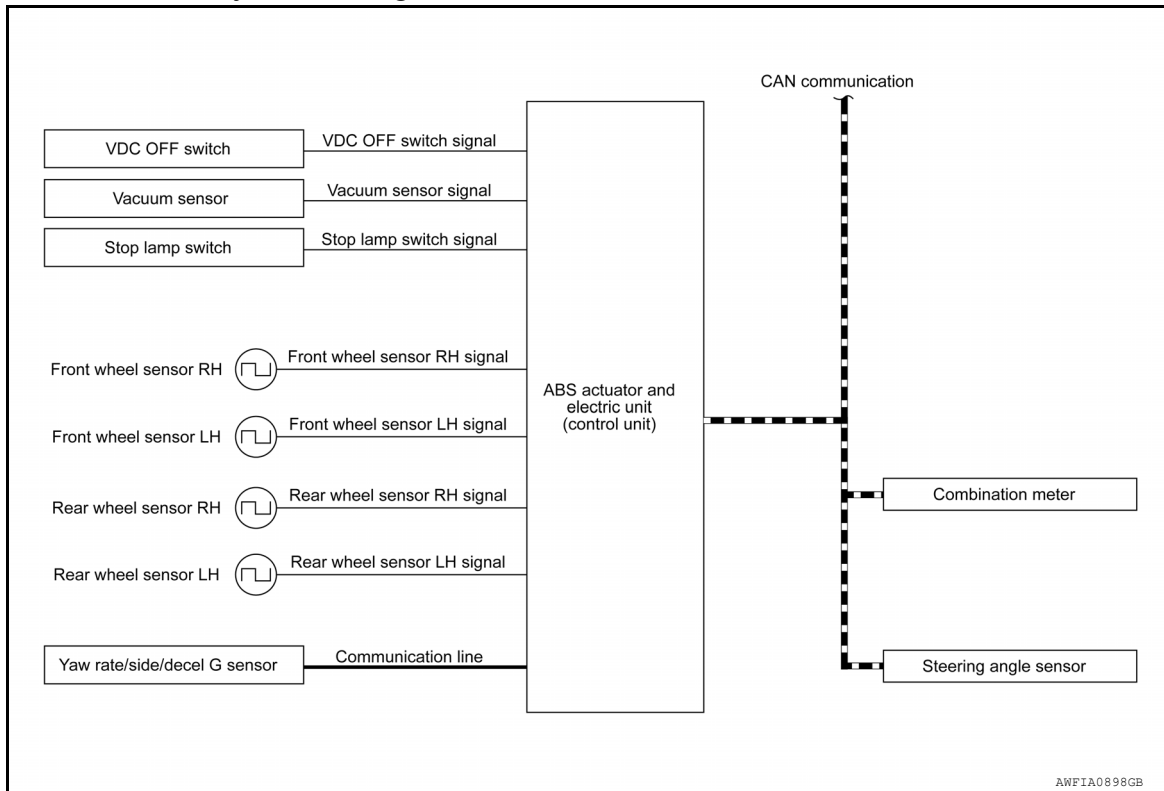 CAN communication
VDC OFF switch
VDC OFF switch signal
Vacuum sensor
Vacuum sensor signal
Stop lamp switch
Stop lamp switch signal
Front wheel sensor RH
Front wheel sensor RH signal
Front wheel sensor LH
Front wheel sensor LH signal
Rear wheel sensor RH
Rear wheel sensor RH signal
Rear wheel sensor LH
Rear wheel sensor LH signal
Yaw rate/side/decel G sensor
Communication line
ABS actuator and
electric unit
(control unit)
Combination meter
Steering angle sensor
AWFIA0898GB